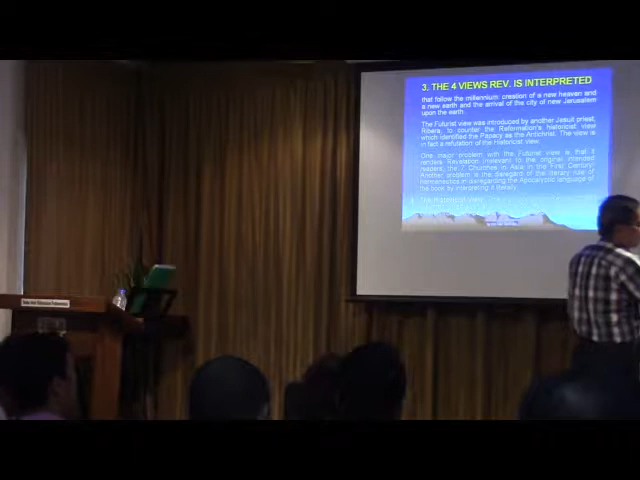 3. THE 4 VIEWS REV. IS INTERPRETED
that follow the millennium: creation of a new heaven and
a new earth and the arrival of the city of new Jerusalem
upon the earth.
The Futurist view was introduced by another Jesuit priest,
Ribera, to counter the Reformation's historicist view
which identified the Papacy as the Antichrist. The view is
in fact a refutation of the Historicist view.
One major problem with the Futurist view is that it
renders Revelation irrelevant to the original intended
readers, the 7 Churches in Asia in the First Century.
Another problem is the disregard of the literary rule of
hermeneutics in disregarding the Apocalyptic language of
the book by interpreting it literally.